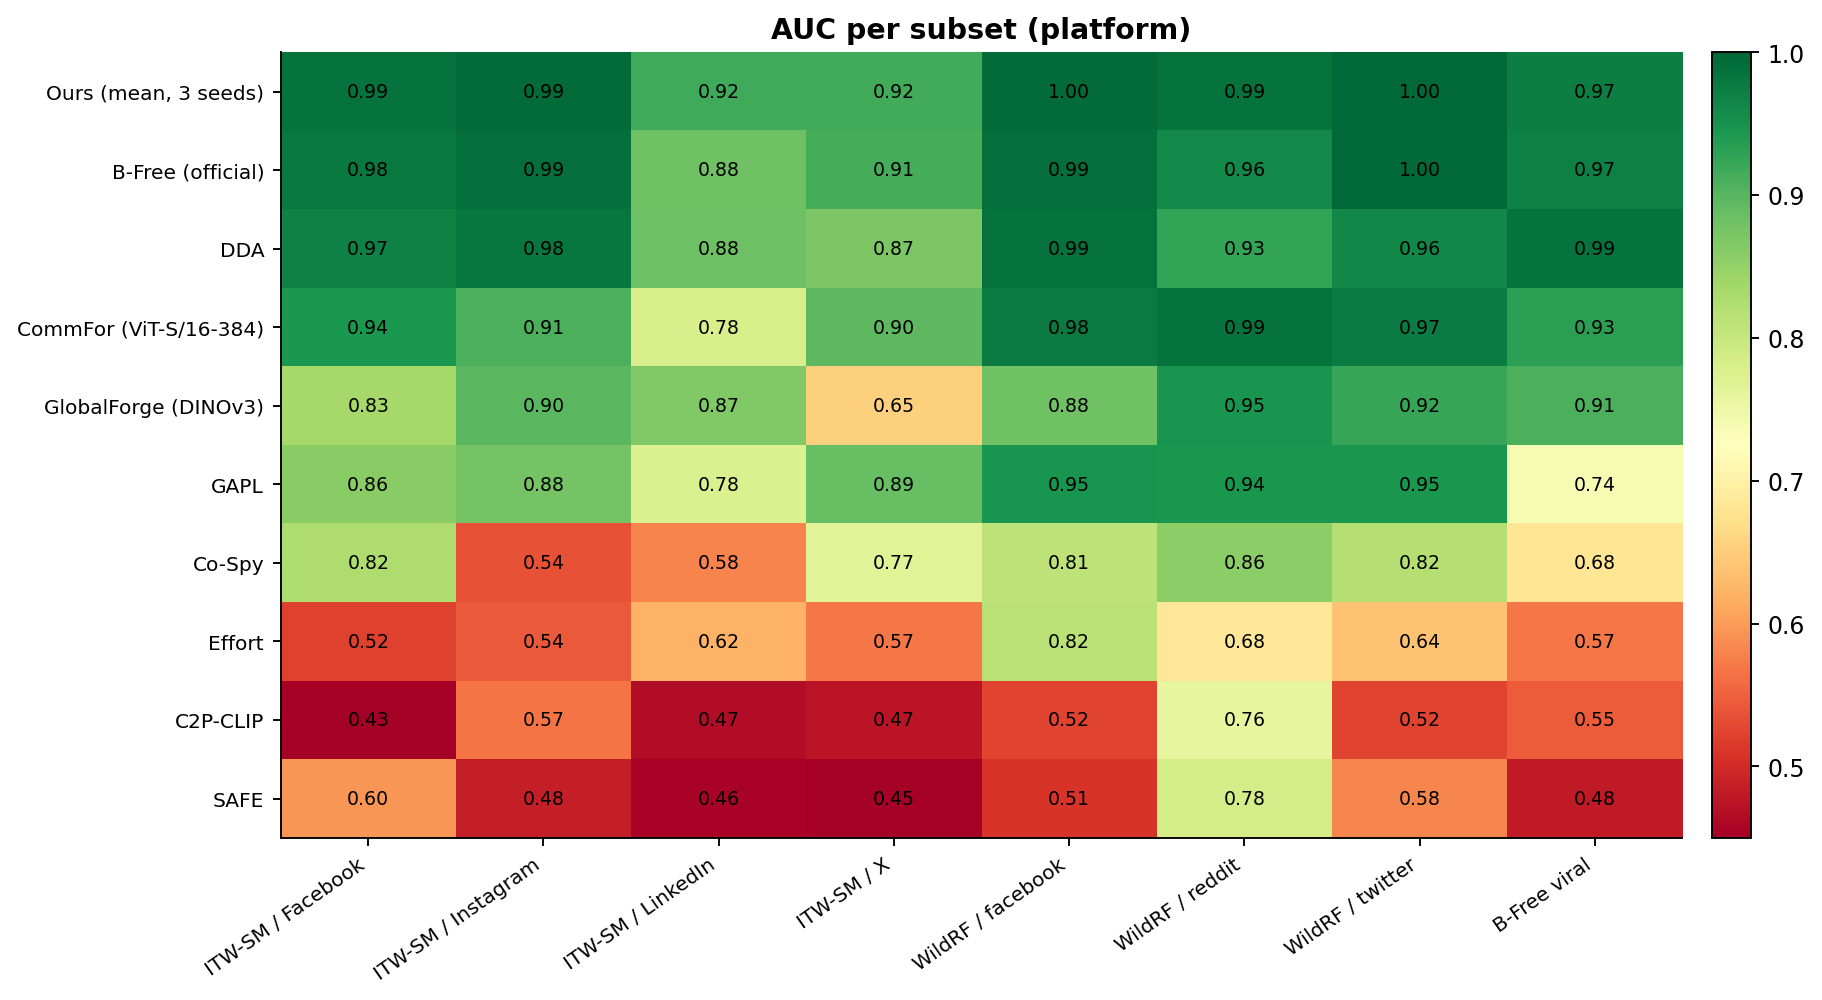 AUC per subset (platform)
Ours (mean, 3 seeds) 0.99 0.99 0.92 0.92 1.00 0.99 1.00 0.97
B-Free (official) 0.98 0.99 0.88 0.91 0.99 0.96 1.00 0.97
DDA 0.97 0.98 0.88 0.87 0.99 0.93 0.96 0.99
CommFor (ViT-S/16-384) 0.94 0.91 0.78 0.90 0.98 0.99 0.97 0.93
GlobalForge (DINOv3) 0.83 0.90 0.87 0.65 0.88 0.95 0.92 0.91
GAPL 0.86 0.88 0.78 0.89 0.95 0.94 0.95 0.74
Co-Spy 0.82 0.54 0.58 0.77 0.81 0.86 0.82 0.68
Effort 0.52 0.54 0.62 0.57 0.82 0.68 0.64 0.57
C2P-CLIP 0.43 0.57 0.47 0.47 0.52 0.76 0.52 0.55
SAFE 0.60 0.48 0.46 0.45 0.51 0.78 0.58 0.48
ITW-SM / Facebook
ITW-SM / Instagram
ITW-SM / LinkedIn
ITW-SM / X
WildRF / facebook
WildRF / reddit
WildRF / twitter
B-Free viral
1.0
0.9
0.8
0.7
0.6
0.5